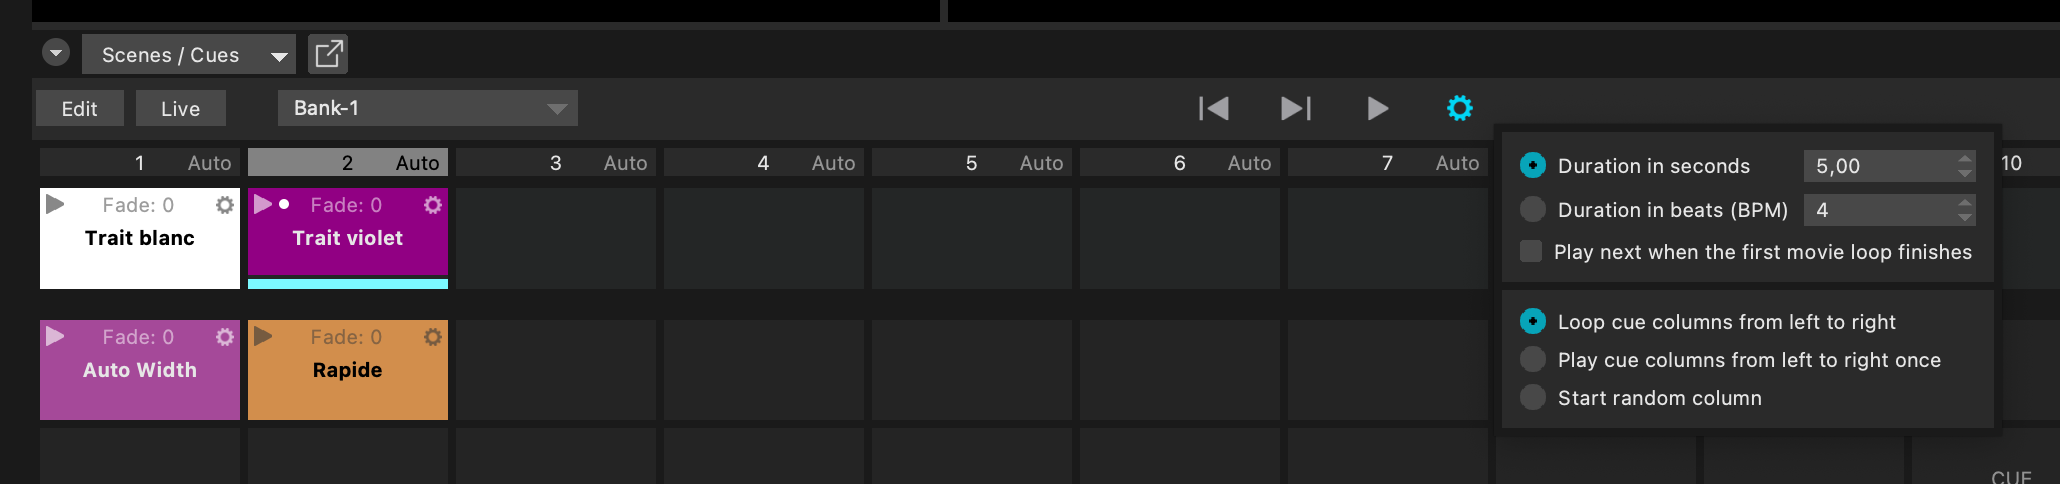 Scenes / Cues
Edit Live Bank-1
1 Auto 2 Auto 3 Auto 4 Auto 5 Auto 6 Auto 7 Auto 10
Duration in seconds 5,00
Duration in beats (BPM) 4
Play next when the first movie loop finishes
Loop cue columns from left to right
Play cue columns from left to right once
Start random column
Fade: 0 Fade: 0
Trait blanc Trait violet
Fade: 0 Fade: 0
Auto Width Rapide
CUE